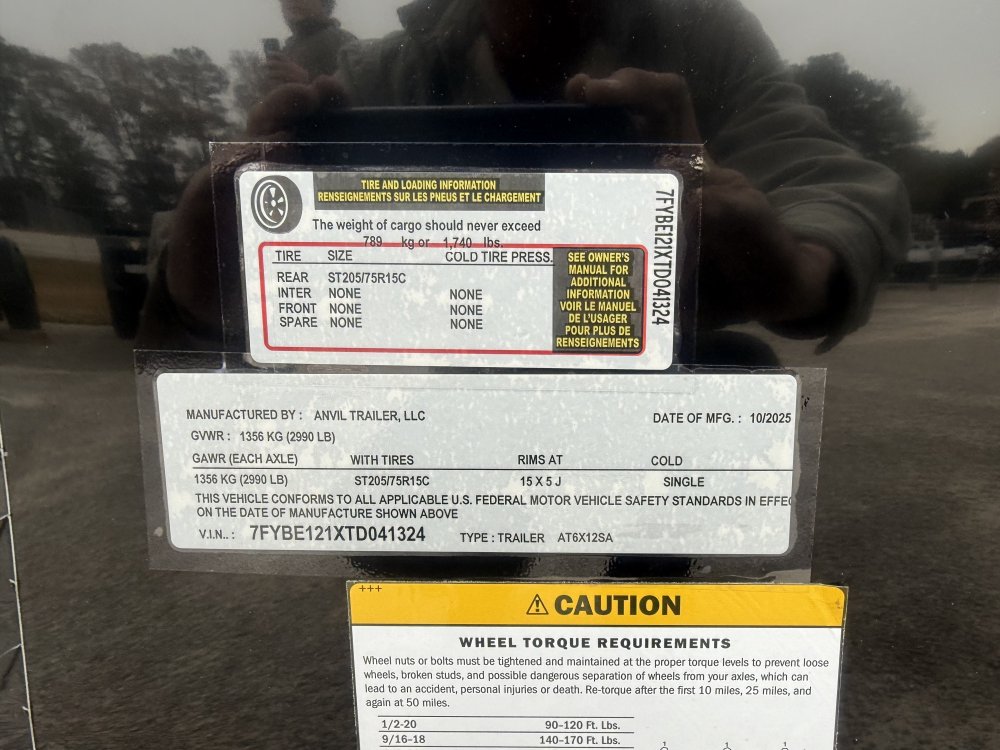 TIRE AND LOADING INFORMATION
RENSEIGNEMENTS SUR LES PNEUS ET LE CHARGEMENT
The weight of cargo should never exceed
789 kg or 1,740 lbs.
TIRE SIZE COLD TIRE PRESS.
REAR ST205/75R15C
INTER NONE NONE
FRONT NONE NONE
SPARE NONE NONE
SEE OWNER'S
MANUAL FOR
ADDITIONAL
INFORMATION
VOIR LE MANUEL
DE L'USAGER
POUR PLUS DE
RENSEIGNEMENTS
7FYBE121XTD041324
MANUFACTURED BY : ANVIL TRAILER, LLC DATE OF MFG. : 10/2025
GVWR : 1356 KG (2990 LB)
GAWR (EACH AXLE) WITH TIRES RIMS AT COLD
1356 KG (2990 LB) ST205/75R15C 15 X 5 J SINGLE
THIS VEHICLE CONFORMS TO ALL APPLICABLE U.S. FEDERAL MOTOR VEHICLE SAFETY STANDARDS IN EFFEC
ON THE DATE OF MANUFACTURE SHOWN ABOVE
V.I.N.. : 7FYBE121XTD041324 TYPE : TRAILER AT6X12SA
+++
CAUTION
WHEEL TORQUE REQUIREMENTS
Wheel nuts or bolts must be tightened and maintained at the proper torque levels to prevent loose
wheels, broken studs, and possible dangerous separation of wheels from your axles, which can
lead to an accident, personal injuries or death. Re-torque after the first 10 miles, 25 miles, and
again at 50 miles.
1/2-20 90–120 Ft. Lbs.
9/16-18 140–170 Ft. Lbs.
1 1 1